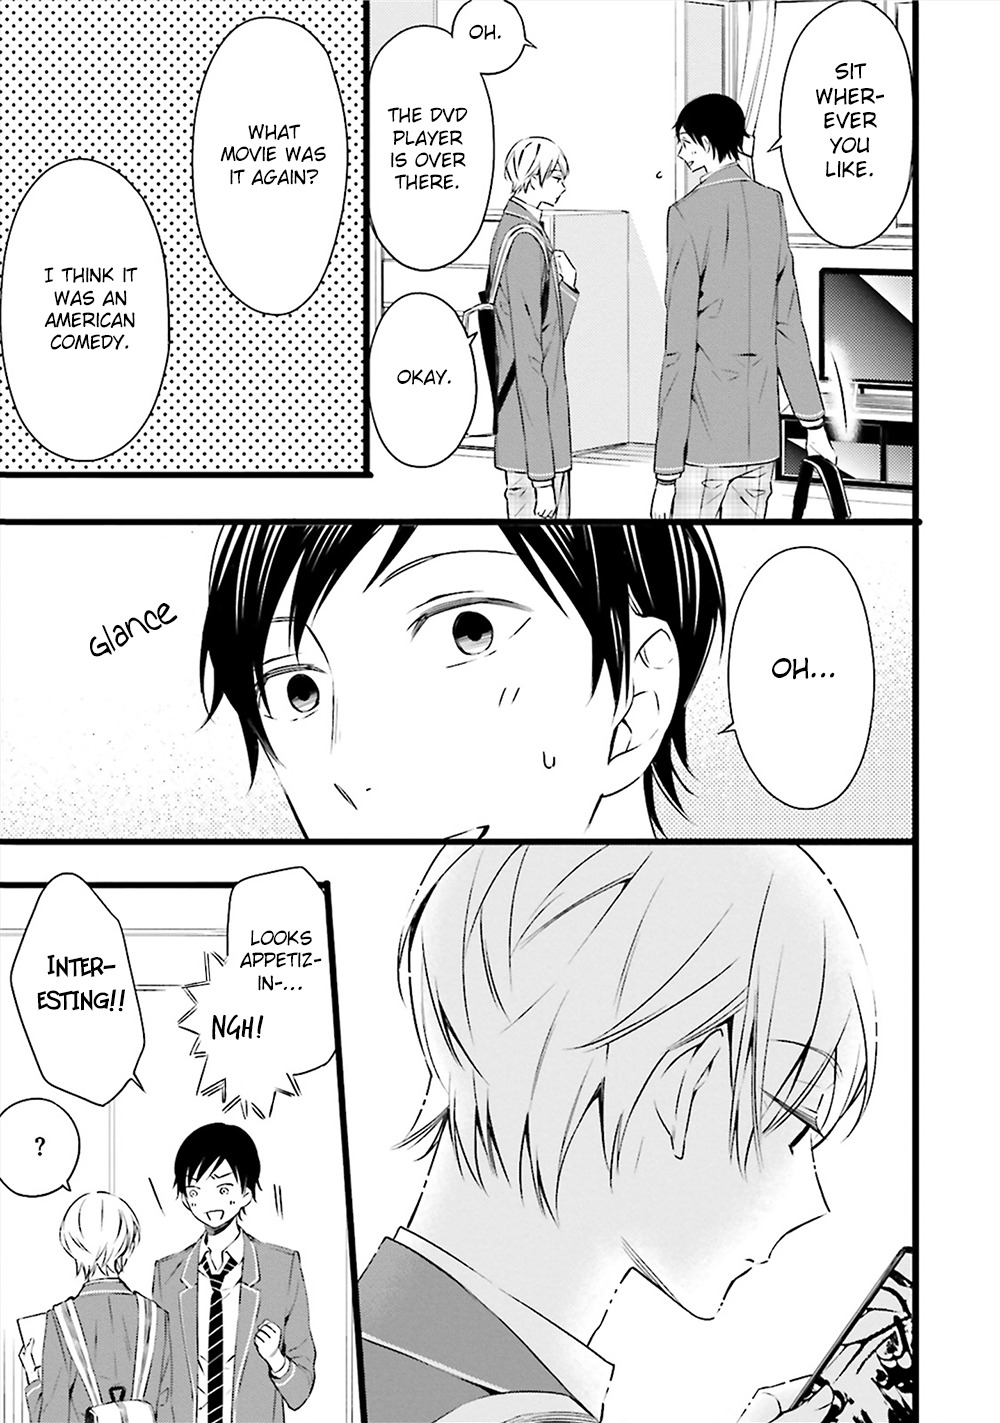 SIT
WHER-
EVER
YOU
LIKE.
OH.
THE DVD
PLAYER
IS OVER
THERE.
OKAY.
WHAT
MOVIE WAS
IT AGAIN?
I THINK IT
WAS AN
AMERICAN
COMEDY.
OH...
Glance
LOOKS
APPETIZ-
IN-...
NGH!
INTER-
ESTING!!
?